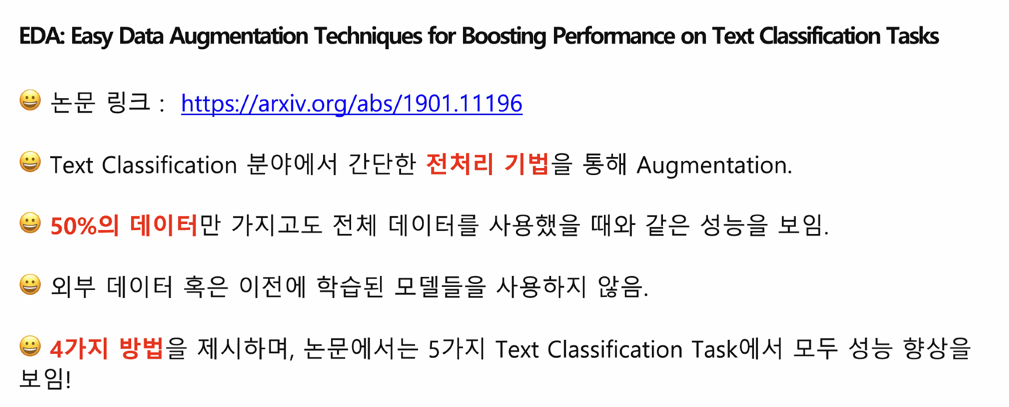 EDA: Easy Data Augmentation Techniques for Boosting Performance on Text Classification Tasks
😀 논문 링크 : https://arxiv.org/abs/1901.11196
😀 Text Classification 분야에서 간단한 전처리 기법을 통해 Augmentation.
😀 50%의 데이터만 가지고도 전체 데이터를 사용했을 때와 같은 성능을 보임.
😀 외부 데이터 혹은 이전에 학습된 모델들을 사용하지 않음.
😀 4가지 방법을 제시하며, 논문에서는 5가지 Text Classification Task에서 모두 성능 향상을
보임!